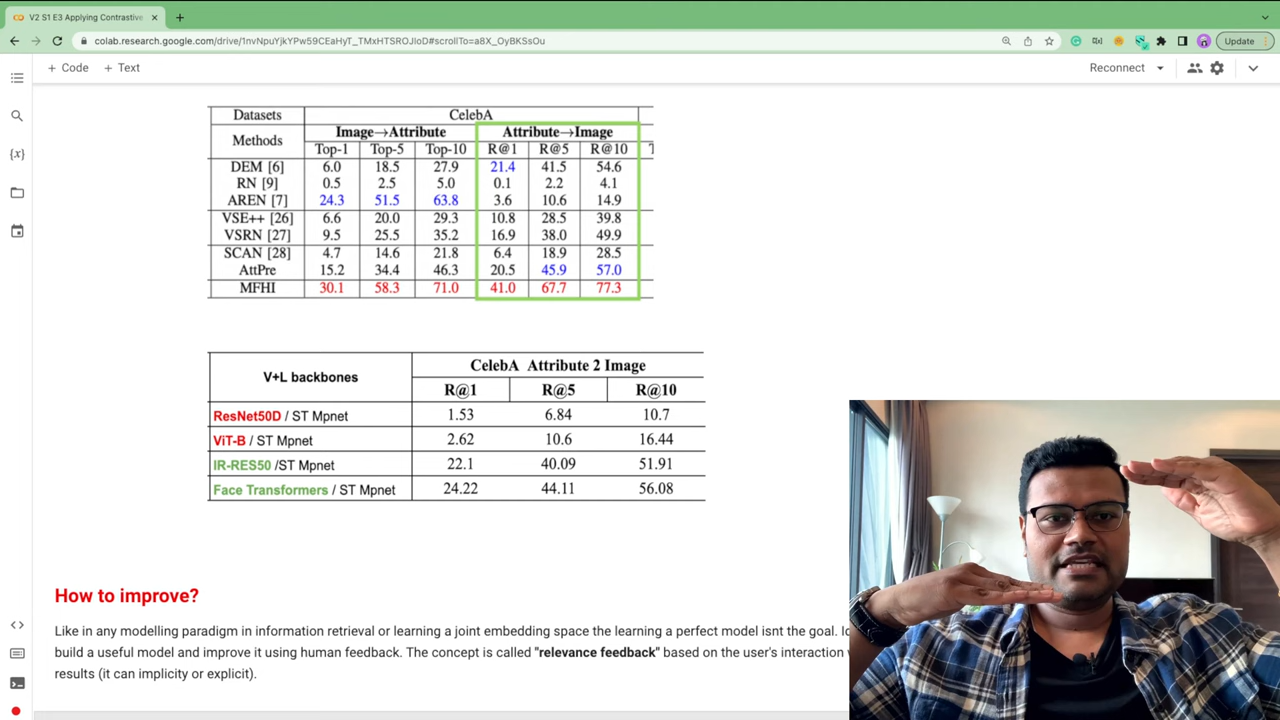 V2 S1 E3 Applying Contrastive
colab.research.google.com/drive/1nvNpuYjkYPw59CEaHyT_TMxHTSROJIoD#scrollTo=a8X_OyBKSsOu
Update
+ Code + Text
Reconnect
Datasets CelebA
Methods Image→Attribute Attribute→Image
Top-1 Top-5 Top-10 R@1 R@5 R@10
DEM [6] 6.0 18.5 27.9 21.4 41.5 54.6
RN [9] 0.5 2.5 5.0 0.1 2.2 4.1
AREN [7] 24.3 51.5 63.8 3.6 10.6 14.9
VSE++ [26] 6.6 20.0 29.3 10.8 28.5 39.8
VSRN [27] 9.5 25.5 35.2 16.9 38.0 49.9
SCAN [28] 4.7 14.6 21.8 6.4 18.9 28.5
AttPre 15.2 34.4 46.3 20.5 45.9 57.0
MFHI 30.1 58.3 71.0 41.0 67.7 77.3
V+L backbones CelebA Attribute 2 Image
R@1 R@5 R@10
ResNet50D / ST Mpnet 1.53 6.84 10.7
ViT-B / ST Mpnet 2.62 10.6 16.44
IR-RES50 /ST Mpnet 22.1 40.09 51.91
Face Transformers / ST Mpnet 24.22 44.11 56.08
How to improve?
Like in any modelling paradigm in information retrieval or learning a joint embedding space the learning a perfect model isnt the goal.
build a useful model and improve it using human feedback. The concept is called "relevance feedback" based on the user's interaction
results (it can implicity or explicit).